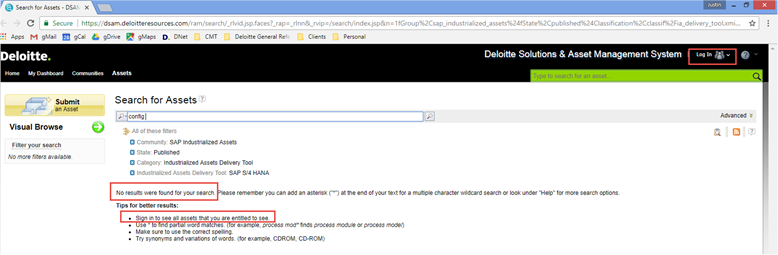 Search for Assets - DSAM
Justin
https://dsam.deloitteresources.com/ram/search/_rlvid.jsp.faces?_rap=_rlnn&_rvip=/search/index.jsp&n=1fGroup%2Csap_industrialized_assets%24fState%2Cpublished%24fClassification%2Cclassif%2Fia_delivery_tool.xmi...
Apps M gMail gCal gDrive gMaps D. DNet CMT Deloitte General Refe Clients Personal
Deloitte.
Deloitte Solutions & Asset Management System
Log In
Home My Dashboard Communities Assets
Type to search for an asset...
Submit
an Asset
Search for Assets
config
Visual Browse
Advanced
Filter your search
No more filters available.
All of these filters
Community: SAP Industrialized Assets
State: Published
Category: Industrialized Assets Delivery Tool
Industrialized Assets Delivery Tool: SAP S/4 HANA
No results were found for your search. Please remember you can add an asterisk ("*") at the end of your text for a multiple character wildcard search or look under "Help" for more search options.
Tips for better results:
Sign in to see all assets that you are entitled to see.
Use * to find partial word matches. (for example, process mod* finds process module or process model)
Make sure to use the correct spelling.
Try synonyms and variations of words. (for example, CDROM, CD-ROM)